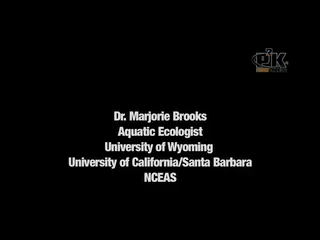 Dr. Marjorie Brooks
Aquatic Ecologist
University of Wyoming
University of California/Santa Barbara
NCEAS